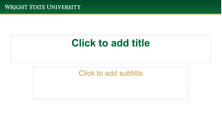 WRIGHT STATE UNIVERSITY
Click to add title
Click to add subtitle